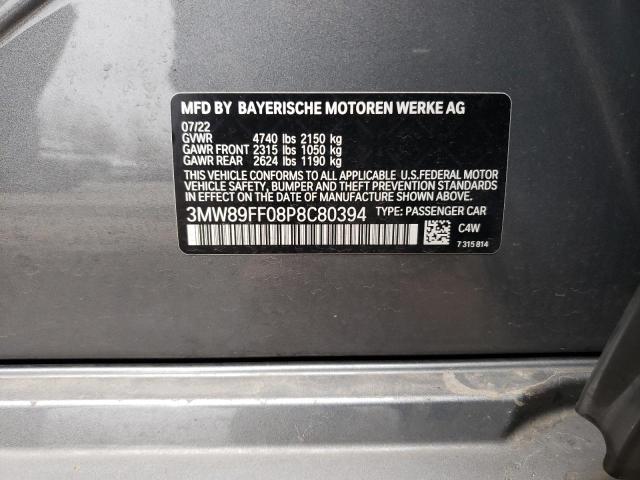 MFD BY BAYERISCHE MOTOREN WERKE AG
07/22
GVWR 4740 lbs 2150 kg
GAWR FRONT 2315 lbs 1050 kg
GAWR REAR 2624 lbs 1190 kg
THIS VEHICLE CONFORMS TO ALL APPLICABLE U.S.FEDERAL MOTOR
VEHICLE SAFETY, BUMPER AND THEFT PREVENTION STANDARDS
IN EFFECT ON THE DATE OF MANUFACTURE SHOWN ABOVE.
3MW89FF08P8C80394 TYPE: PASSENGER CAR
C4W
7 315 814